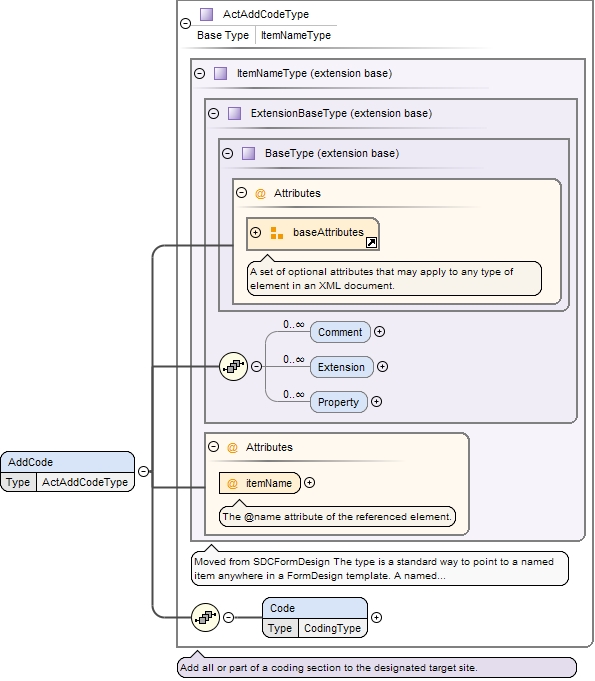 ActAddCodeType
Base Type ItemNameType
ItemNameType (extension base)
ExtensionBaseType (extension base)
BaseType (extension base)
@ Attributes
baseAttributes
A set of optional attributes that may apply to any type of
element in an XML document.
0..∞ Comment
0..∞ Extension
0..∞ Property
@ Attributes
@ itemName
The @name attribute of the referenced element.
AddCode
Type ActAddCodeType
Moved from SDCFormDesign The type is a standard way to point to a named
item anywhere in a FormDesign template. A named...
Code
Type CodingType
Add all or part of a coding section to the designated target site.